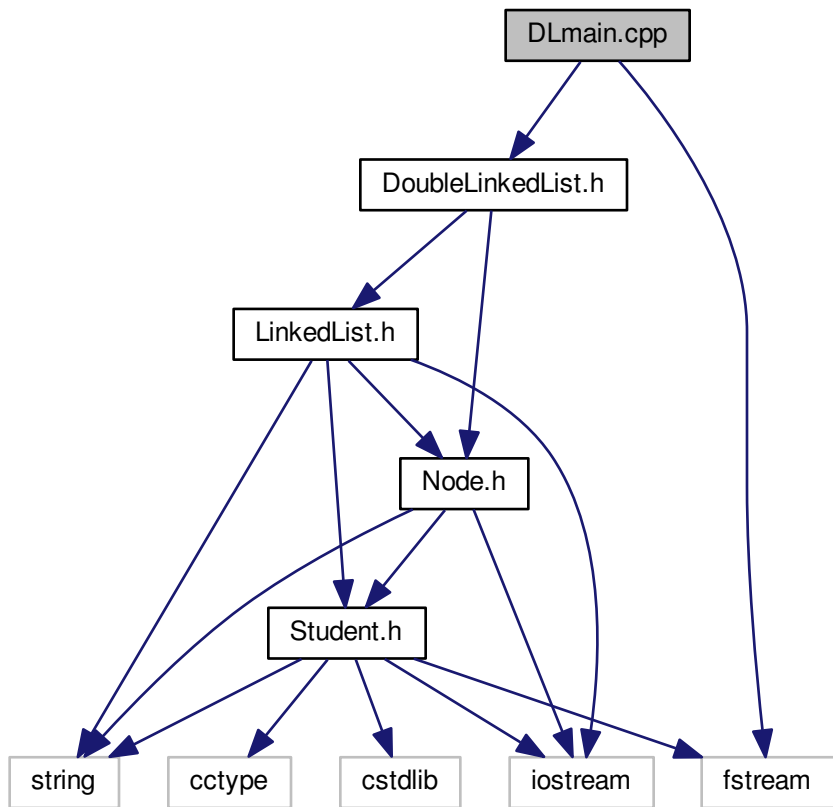 DLmain.cpp
DoubleLinkedList.h
LinkedList.h
Node.h
Student.h
string
cctype
cstdlib
iostream
fstream